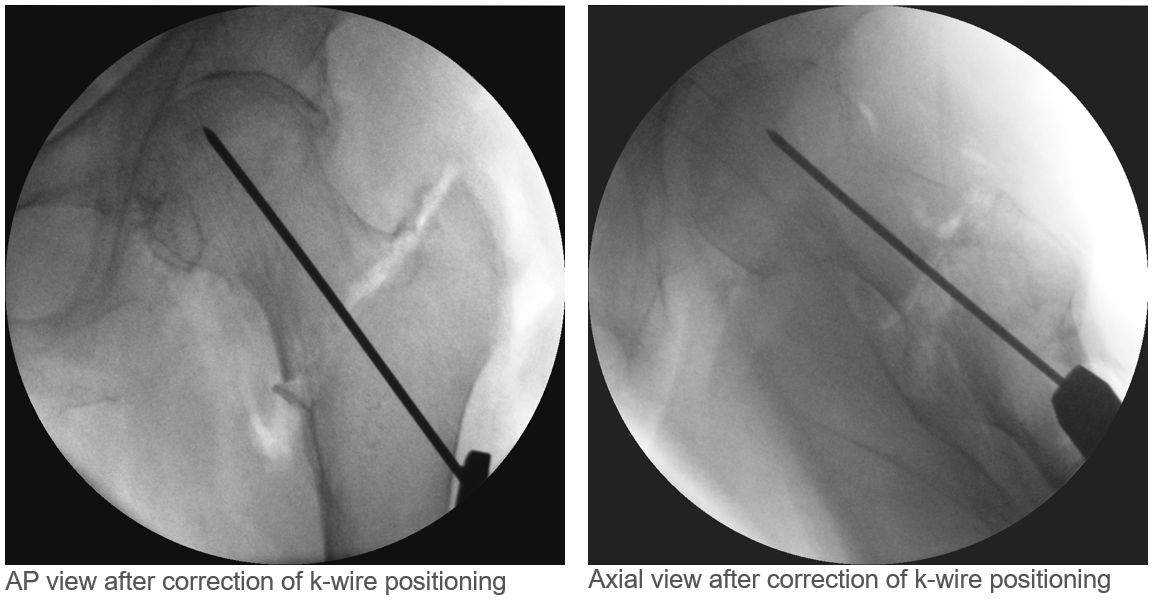 AP view after correction of k-wire positioning
Axial view after correction of k-wire positioning